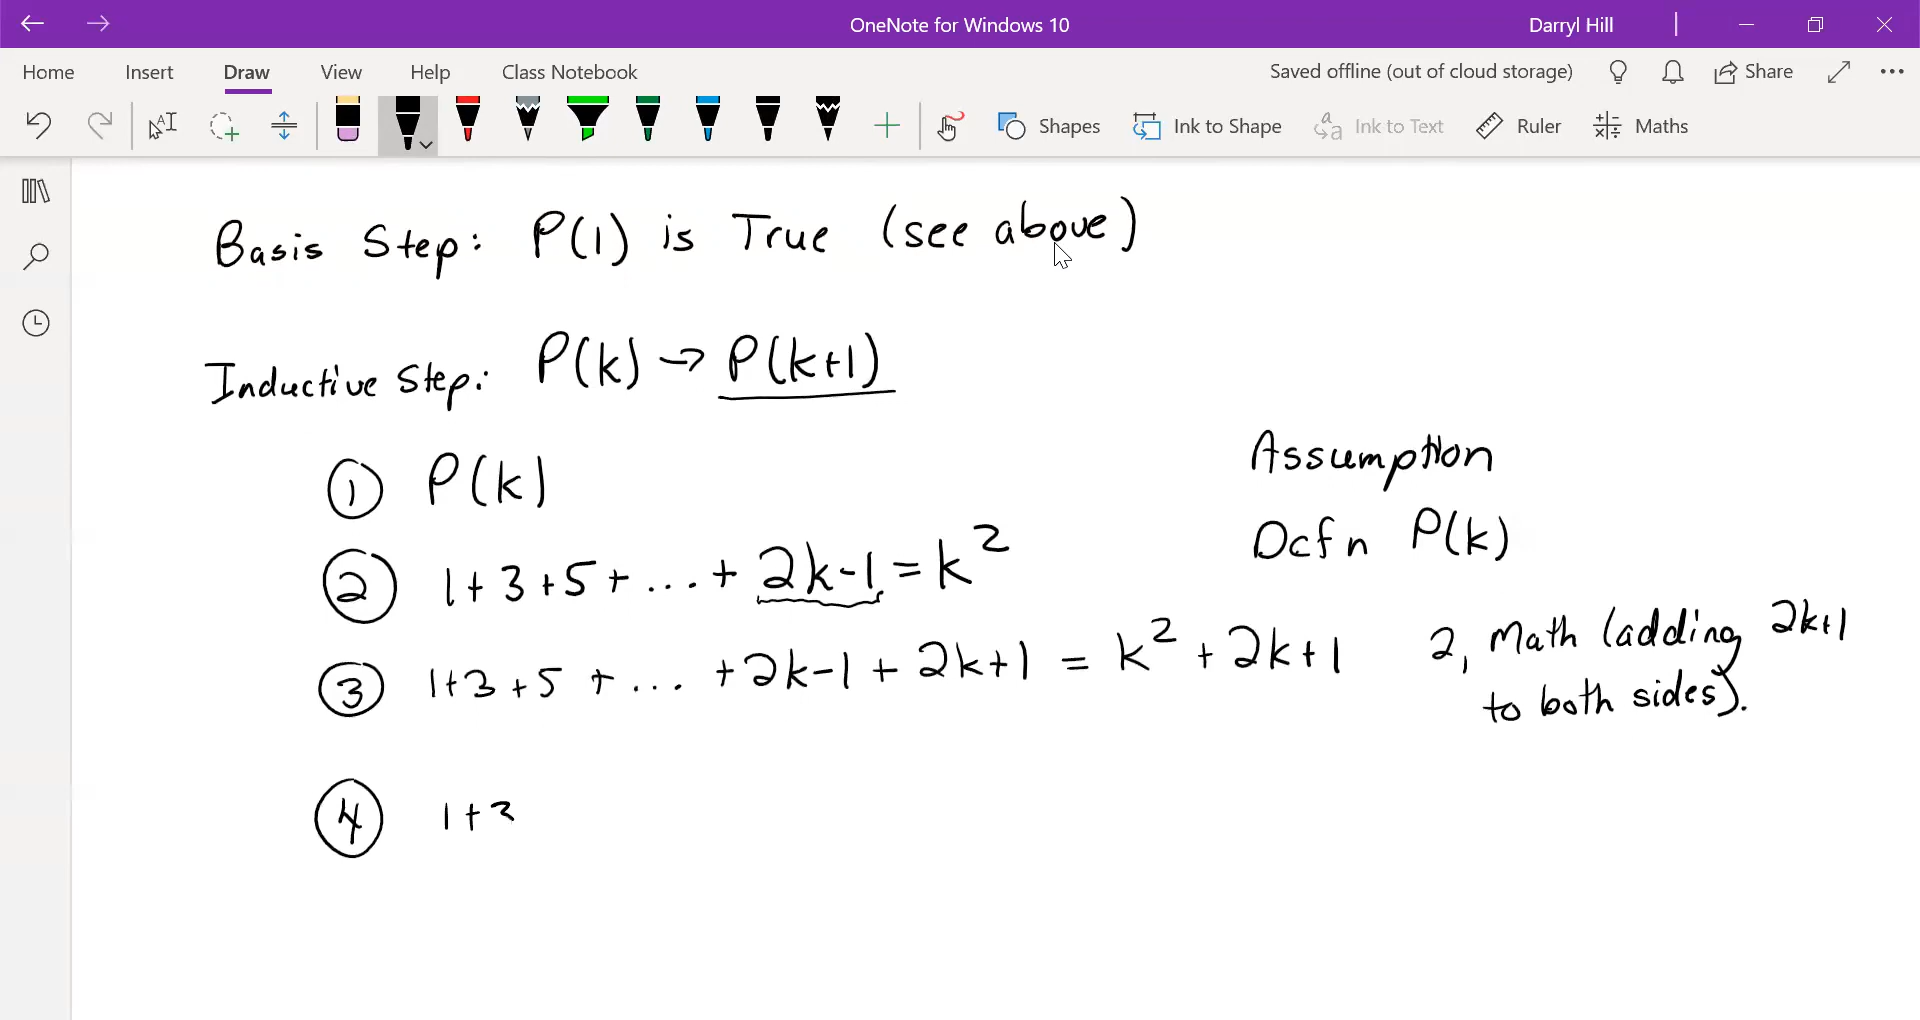 OneNote for Windows 10 Darryl Hill
Home Insert Draw View Help Class Notebook Saved offline (out of cloud storage) Share
Shapes Ink to Shape Ink to Text Ruler Maths
Basis Step: P(1) is True (see above)
Inductive Step: P(k) → P(k+1)
① P(k) Assumption
② 1+3+5+...+2k-1=k² Defn P(k)
③ 1+3+5+...+2k-1+2k+1 = k²+2k+1 2, Math (adding 2k+1
to both sides).
④ 1+3